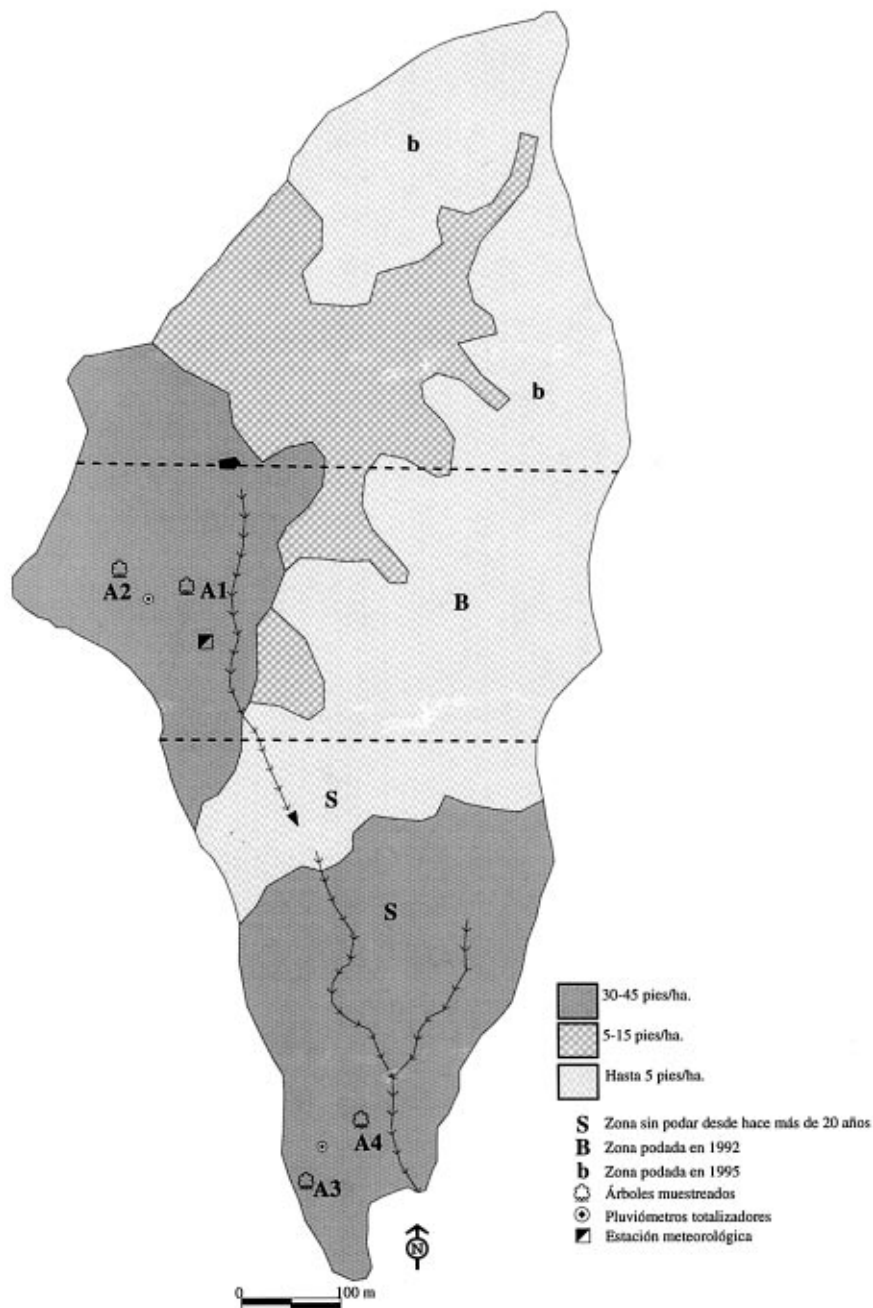 b
b
A2
A1
B
S
S
A4
A3
30-45 pies/ha.
5-15 pies/ha.
Hasta 5 pies/ha.
S Zona sin podar desde hace más de 20 años
B Zona podada en 1992
b Zona podada en 1995
Árboles muestreados
Pluviómetros totalizadores
Estación meteorológica
N
0 100 m